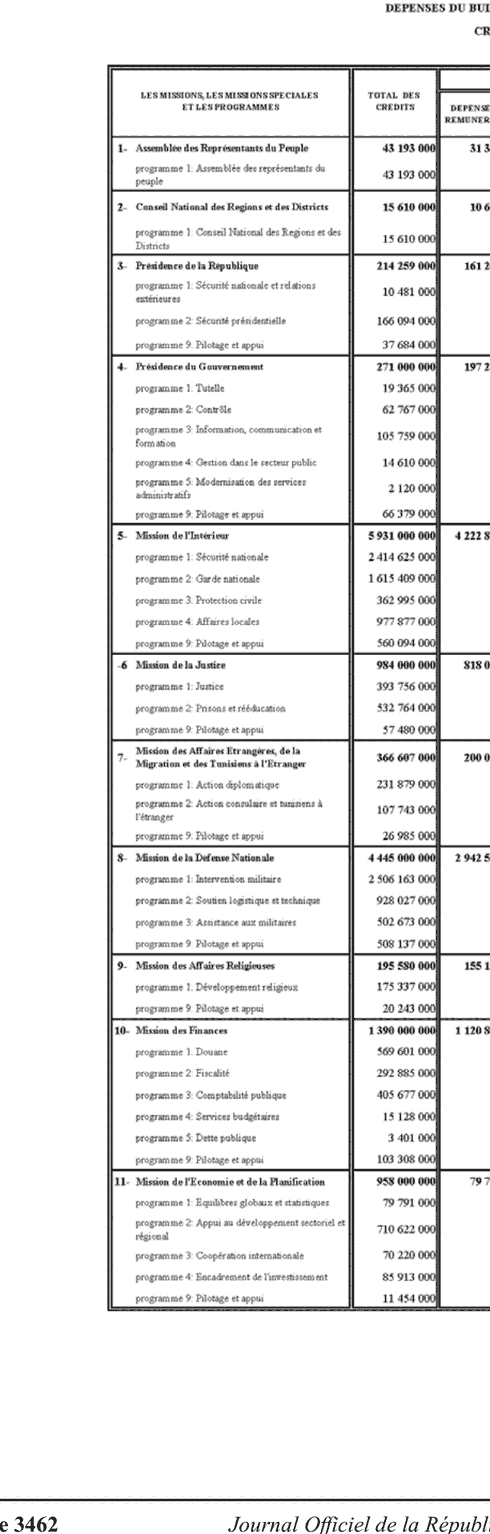 DEPENSES DU BUD
CR
LES MISSIONS, LES MISSIONS SPECIALES
ET LES PROGRAMMES
TOTAL DES
CREDITS
DEPENSE
REMUNER
1- Assemblée des Représentants du Peuple 43 193 000 31 3
programme 1: Assemblée des représentants du
peuple 43 193 000
2- Conseil National des Regions et des Districts 15 610 000 10 6
programme 1: Conseil National des Regions et des
Districts 15 610 000
3- Présidence de la République 214 259 000 161 2
programme 1: Sécurité nationale et relations
extérieures 10 481 000
programme 2: Sécurité présidentielle 166 094 000
programme 9: Pilotage et appui 37 684 000
4- Présidence du Gouvernement 271 000 000 197 2
programme 1: Tutelle 19 365 000
programme 2: Contrôle 62 767 000
programme 3: Information, communication et
formation 105 759 000
programme 4: Gestion dans le secteur public 14 610 000
programme 5: Modernisation des services
administratifs 2 120 000
programme 9: Pilotage et appui 66 379 000
5- Mission de l'Intérieur 5 931 000 000 4 222 8
programme 1: Sécurité nationale 2 414 625 000
programme 2: Garde nationale 1 615 409 000
programme 3: Protection civile 362 995 000
programme 4: Affaires locales 977 877 000
programme 9: Pilotage et appui 560 094 000
-6 Mission de la Justice 984 000 000 818 0
programme 1: Justice 393 756 000
programme 2: Prisons et rééducation 532 764 000
programme 9: Pilotage et appui 57 480 000
7- Mission des Affaires Etrangères, de la
Migration et des Tunisiens à l'Etranger 366 607 000 200 0
programme 1: Action diplomatique 231 879 000
programme 2: Action consulaire et tunisiens à
l'étranger 107 743 000
programme 9: Pilotage et appui 26 985 000
8- Mission de la Défense Nationale 4 445 000 000 2 942 5
programme 1: Intervention militaire 2 506 163 000
programme 2: Soutien logistique et technique 928 027 000
programme 3: Assistance aux militaires 502 673 000
programme 9: Pilotage et appui 508 137 000
9- Mission des Affaires Religieuses 195 580 000 155 1
programme 1: Développement religieux 175 337 000
programme 9: Pilotage et appui 20 243 000
10- Mission des Finances 1 390 000 000 1 120 8
programme 1: Douane 569 601 000
programme 2: Fiscalité 292 885 000
programme 3: Comptabilité publique 405 677 000
programme 4: Services budgétaires 15 128 000
programme 5: Dette publique 3 401 000
programme 9: Pilotage et appui 103 308 000
11- Mission de l'Economie et de la Planification 958 000 000 79 7
programme 1: Equilibres globaux et statistiques 79 791 000
programme 2: Appui au développement sectoriel et
régional 710 622 000
programme 3: Coopération internationale 70 220 000
programme 4: Encadrement de l'investissement 85 913 000
programme 9: Pilotage et appui 11 454 000
e 3462 Journal Officiel de la Républi